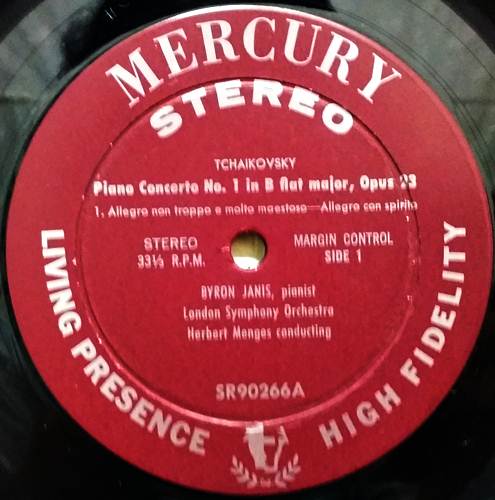 MERCURY
STEREO
TCHAIKOVSKY
Piano Concerto No. 1 in B flat major, Opus 23
1. Allegro non troppo e molto maestoso—Allegro con spirito
STEREO
33⅓ R.P.M.
MARGIN CONTROL
SIDE 1
BYRON JANIS, pianist
London Symphony Orchestra
Herbert Menges conducting
SR90266A
LIVING PRESENCE
HIGH FIDELITY